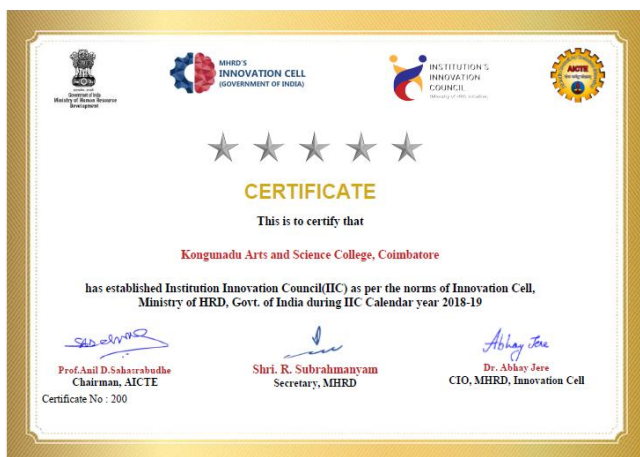 Government of India
Ministry of Human Resource
Development
MHRD'S
INNOVATION CELL
(GOVERNMENT OF INDIA)
INSTITUTION'S
INNOVATION
COUNCIL
(Ministry of HRD Initiative)
AICTE
CERTIFICATE
This is to certify that
Kongunadu Arts and Science College, Coimbatore
has established Institution Innovation Council(IIC) as per the norms of Innovation Cell,
Ministry of HRD, Govt. of India during IIC Calendar year 2018-19
Abhay Jere
Prof.Anil D.Sahasrabudhe
Chairman, AICTE
Shri. R. Subrahmanyam
Secretary, MHRD
Dr. Abhay Jere
CIO, MHRD, Innovation Cell
Certificate No : 200